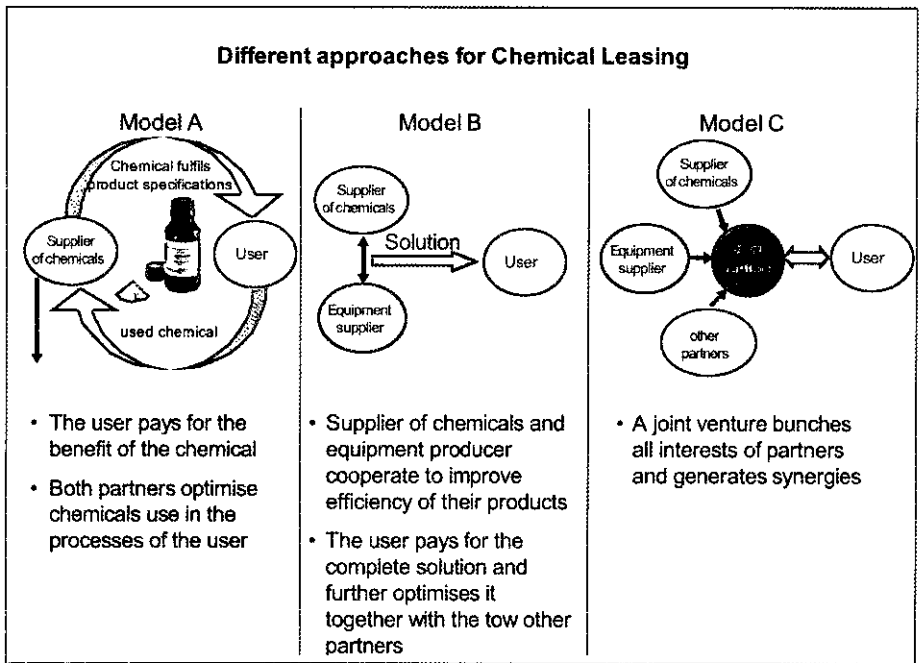 Different approaches for Chemical Leasing
Model A
Chemical fulfils
product specifications
Supplier
of chemicals
User
used chemical
• The user pays for the
benefit of the chemical
• Both partners optimise
chemicals use in the
processes of the user
Model B
Supplier
of chemicals
Solution
User
Equipment
supplier
• Supplier of chemicals and
equipment producer
cooperate to improve
efficiency of their products
• The user pays for the
complete solution and
further optimises it
together with the tow other
partners
Model C
Supplier
of chemicals
Equipment
supplier
User
other
partners
• A joint venture bunches
all interests of partners
and generates synergies